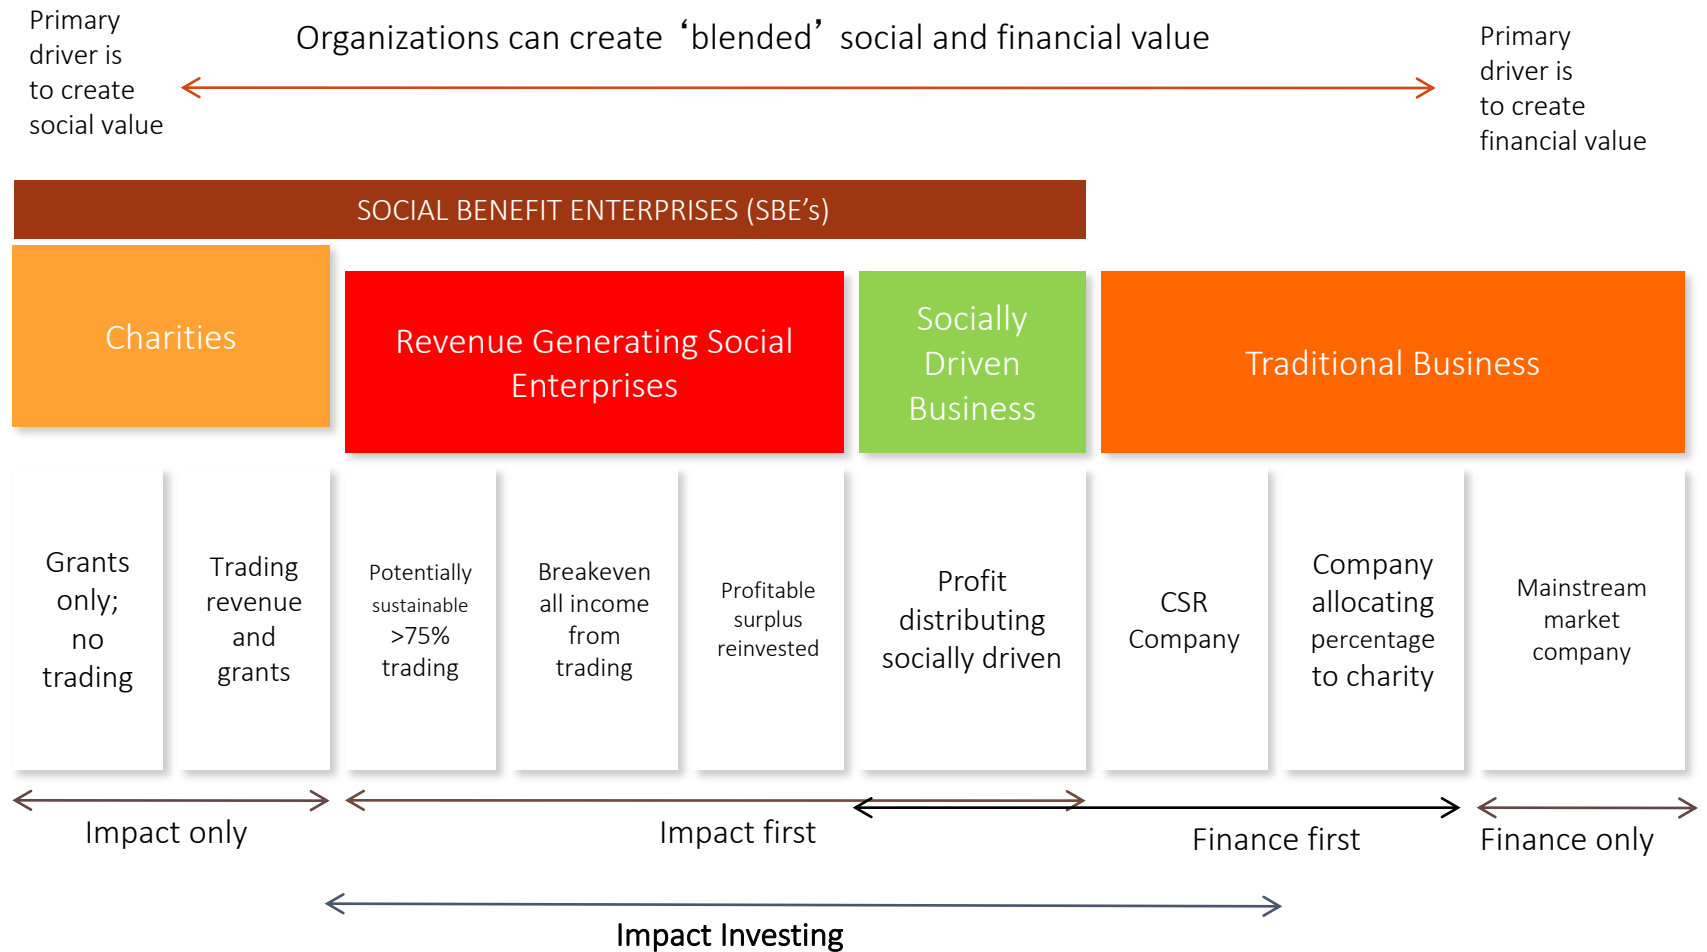 Primary
driver is
to create
social value
Organizations can create ‘blended’ social and financial value
Primary
driver is
to create
financial value
SOCIAL BENEFIT ENTERPRISES (SBE’s)
Charities
Revenue Generating Social
Enterprises
Socially
Driven
Business
Traditional Business
Grants
only;
no
trading
Trading
revenue
and
grants
Potentially
sustainable
>75%
trading
Breakeven
all income
from
trading
Profitable
surplus
reinvested
Profit
distributing
socially driven
CSR
Company
Company
allocating
percentage
to charity
Mainstream
market
company
Impact only
Impact first
Finance first
Finance only
Impact Investing